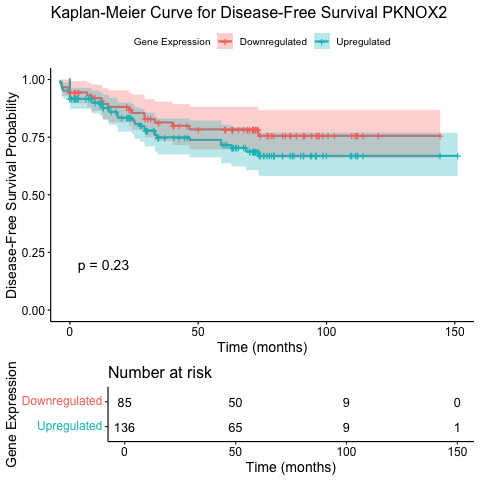 Kaplan-Meier Curve for Disease-Free Survival PKNOX2
Gene Expression Downregulated Upregulated
Disease-Free Survival Probability
1.00
0.75
0.50
0.25
0.00
p = 0.23
0 50 100 150
Time (months)
Number at risk
Gene Expression
Downregulated 85 50 9 0
Upregulated 136 65 9 1
0 50 100 150
Time (months)